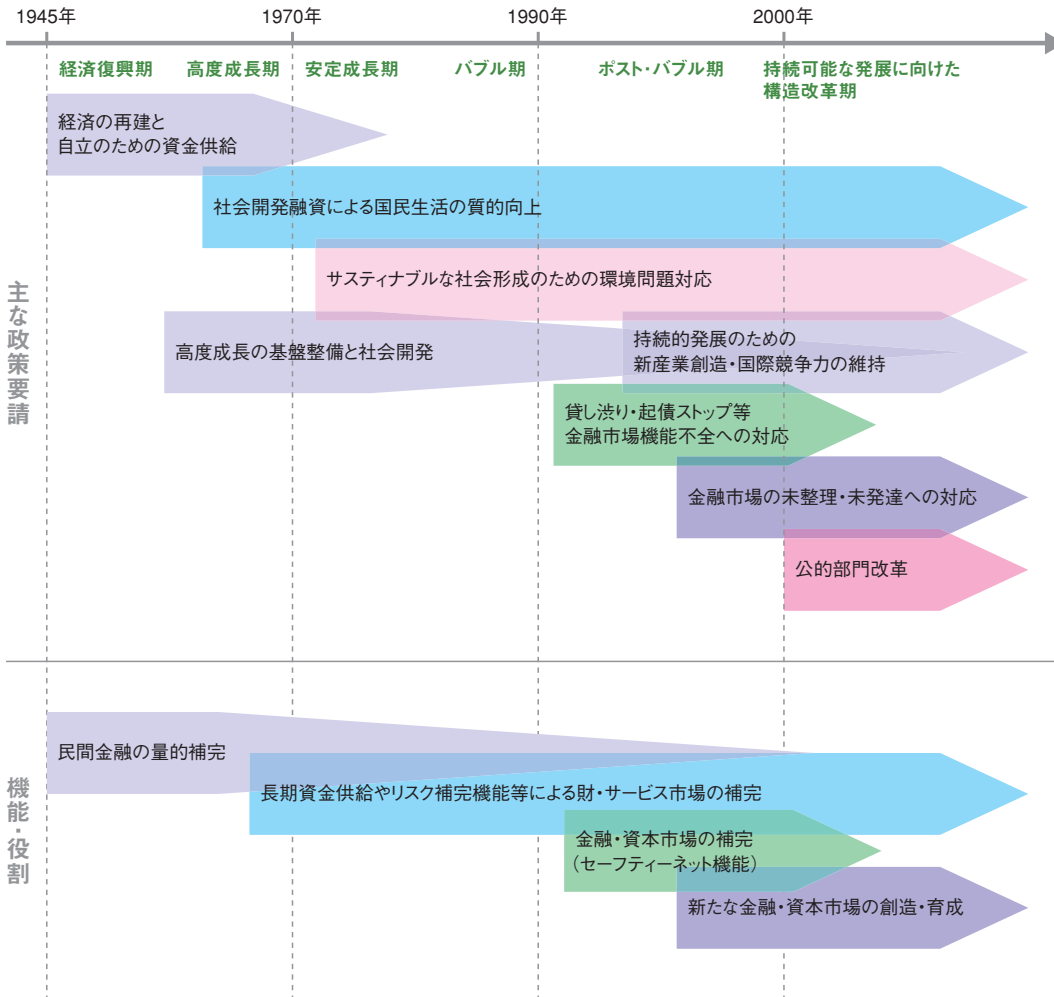 1945年
1970年
1990年
2000年
経済復興期
高度成長期
安定成長期
バブル期
ポスト・バブル期
持続可能な発展に向けた
構造改革期
主な政策要請
経済の再建と
自立のための資金供給
社会開発融資による国民生活の質的向上
サスティナブルな社会形成のための環境問題対応
高度成長の基盤整備と社会開発
持続的発展のための
新産業創造・国際競争力の維持
貸し渋り・起債ストップ等
金融市場機能不全への対応
金融市場の未整理・未発達への対応
公的部門改革
機能・役割
民間金融の量的補完
長期資金供給やリスク補完機能等による財・サービス市場の補完
金融・資本市場の補完
（セーフティーネット機能）
新たな金融・資本市場の創造・育成